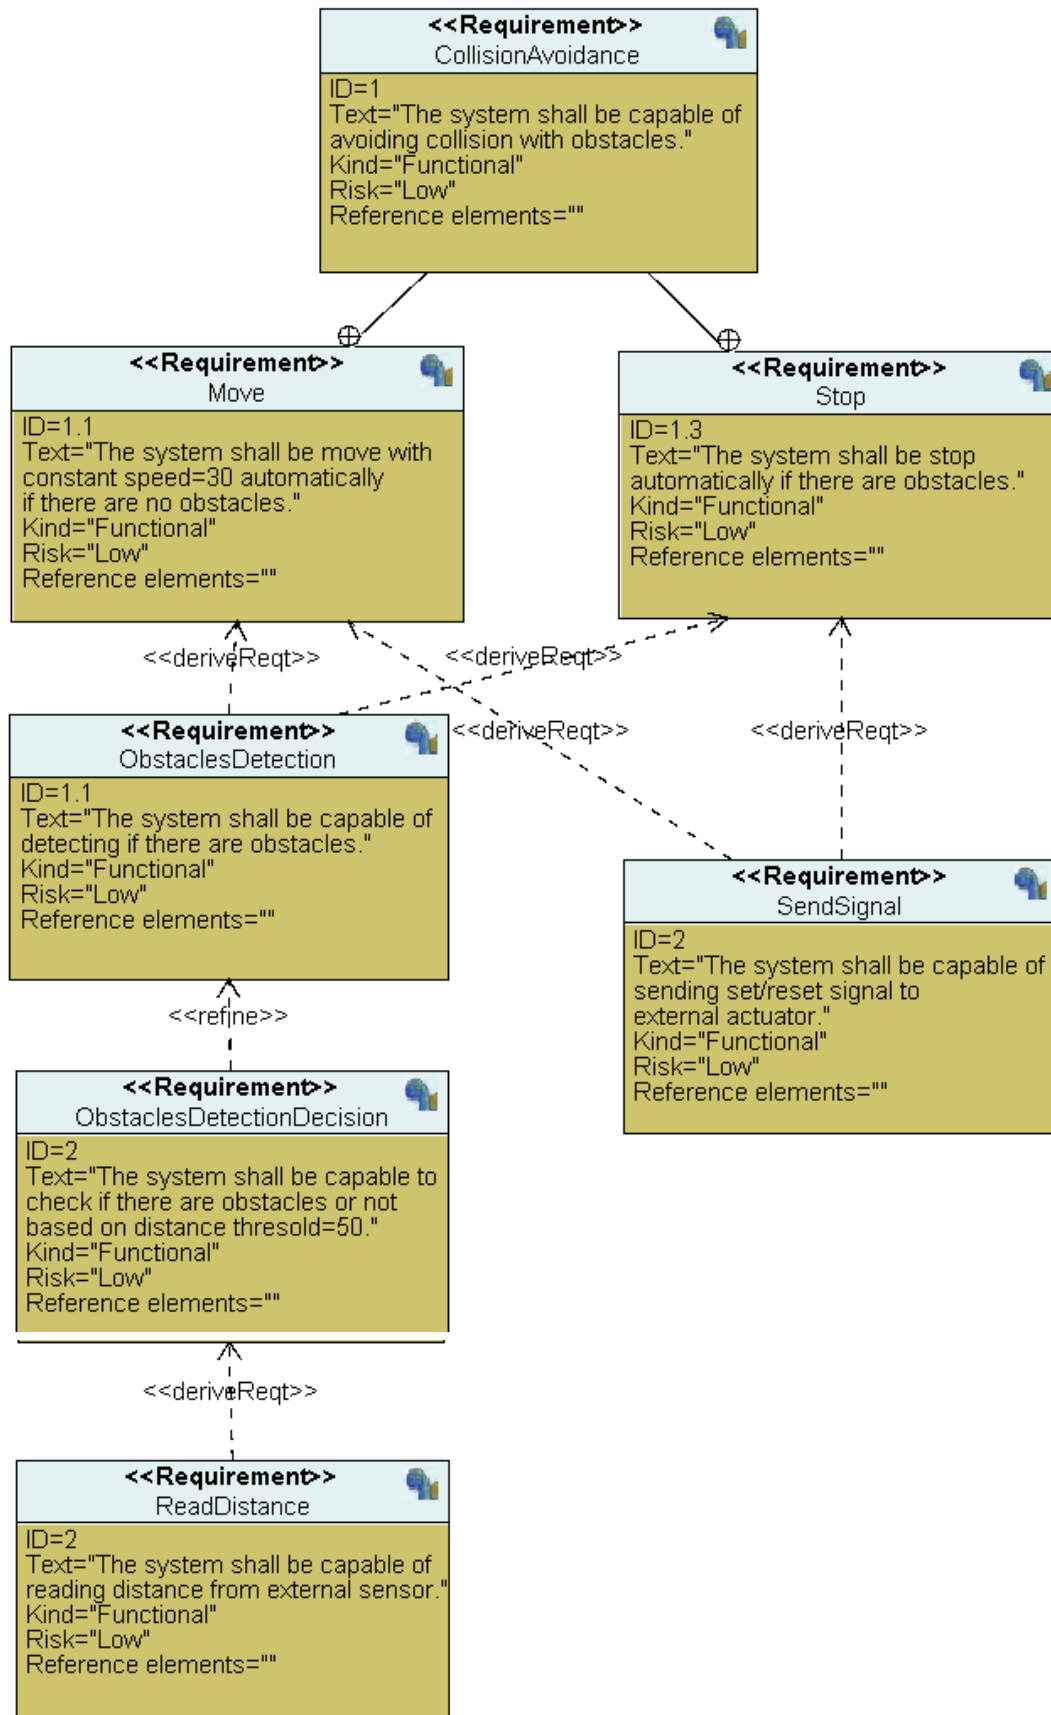 <<Requirement>>
CollisionAvoidance
ID=1
Text="The system shall be capable of
avoiding collision with obstacles."
Kind="Functional"
Risk="Low"
Reference elements=""
<<Requirement>>
Move
ID=1.1
Text="The system shall be move with
constant speed=30 automatically
if there are no obstacles."
Kind="Functional"
Risk="Low"
Reference elements=""
<<Requirement>>
Stop
ID=1.3
Text="The system shall be stop
automatically if there are obstacles."
Kind="Functional"
Risk="Low"
Reference elements=""
<<deriveReqt>>
<<deriveReqt>>
<<deriveReqt>>
<<deriveReqt>>
<<Requirement>>
ObstaclesDetection
ID=1.1
Text="The system shall be capable of
detecting if there are obstacles."
Kind="Functional"
Risk="Low"
Reference elements=""
<<Requirement>>
SendSignal
ID=2
Text="The system shall be capable of
sending set/reset signal to
external actuator."
Kind="Functional"
Risk="Low"
Reference elements=""
<<refine>>
<<Requirement>>
ObstaclesDetectionDecision
ID=2
Text="The system shall be capable to
check if there are obstacles or not
based on distance thresold=50."
Kind="Functional"
Risk="Low"
Reference elements=""
<<deriveReqt>>
<<Requirement>>
ReadDistance
ID=2
Text="The system shall be capable of
reading distance from external sensor."
Kind="Functional"
Risk="Low"
Reference elements=""